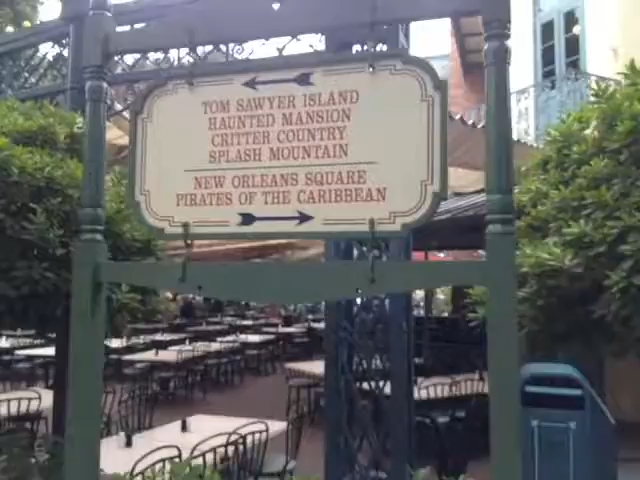 TOM SAWYER ISLAND
HAUNTED MANSION
CRITTER COUNTRY
SPLASH MOUNTAIN
NEW ORLEANS SQUARE
PIRATES OF THE CARIBBEAN